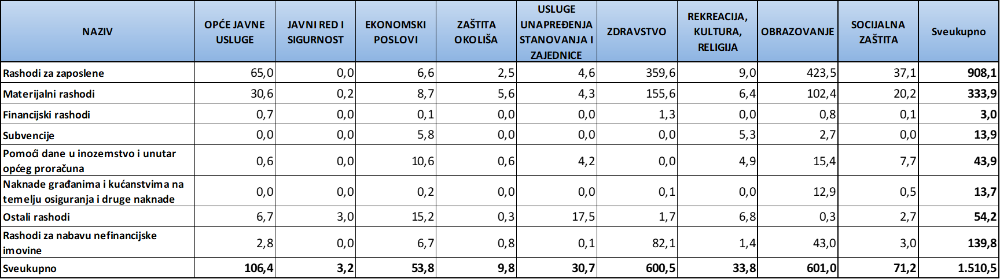 NAZIV OPĆE JAVNE USLUGE JAVNI RED I SIGURNOST EKONOMSKI POSLOVI ZAŠTITA OKOLIŠA USLUGE UNAPREĐENJA STANOVANJA I ZAJEDNICE ZDRAVSTVO REKREACIJA, KULTURA, RELIGIJA OBRAZOVANJE SOCIJALNA ZAŠTITA Sveukupno
Rashodi za zaposlene 65,0 0,0 6,6 2,5 4,6 359,6 9,0 423,5 37,1 908,1
Materijalni rashodi 30,6 0,2 8,7 5,6 4,3 155,6 6,4 102,4 20,2 333,9
Financijski rashodi 0,7 0,0 0,1 0,0 0,0 1,3 0,0 0,8 0,1 3,0
Subvencije 0,0 0,0 5,8 0,0 0,0 0,0 5,3 2,7 0,0 13,9
Pomoći dane u inozemstvo i unutar
općeg proračuna 0,6 0,0 10,6 0,6 4,2 0,0 4,9 15,4 7,7 43,9
Naknade građanima i kućanstvima na
temelju osiguranja i druge naknade 0,0 0,0 0,2 0,0 0,0 0,1 0,0 12,9 0,5 13,7
Ostali rashodi 6,7 3,0 15,2 0,3 17,5 1,7 6,8 0,3 2,7 54,2
Rashodi za nabavu nefinancijske
imovine 2,8 0,0 6,7 0,8 0,1 82,1 1,4 43,0 3,0 139,8
Sveukupno 106,4 3,2 53,8 9,8 30,7 600,5 33,8 601,0 71,2 1.510,5